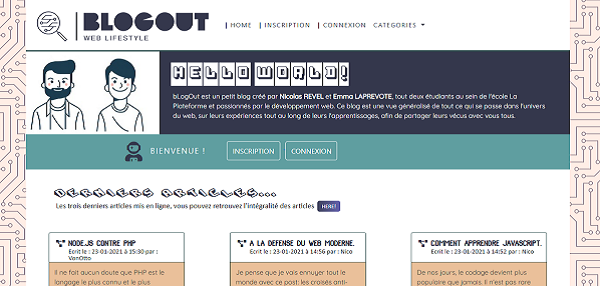 BLOGOUT
WEB LIFESTYLE
HOME INSCRIPTION CONNEXION CATEGORIES
HELLO WORLD!
bLogOut est un petit blog créé par Nicolas REVEL et Emma LAPREVOTE, tout deux étudiants au sein de l'école La
Plateforme et passionnés par le développement web. Ce blog est une vue généralisé de tout ce qui se passe dans l'univers
du web, sur leurs expériences tout au long de leurs l'apprentissages, afin de partager leurs vécus avec vous tous.
BIENVENUE ! INSCRIPTION CONNEXION
DERNIERS ARTICLES...
Les trois derniers articles mis en ligne, vous pouvez retrouvez l'intégralité des articles HERE!
NODEJS CONTRE PHP
Ecrit le : 23-01-2021 à 15:30 par :
VanOtto
Il ne fait aucun doute que PHP est le
langage le plus connu et le plus
A LA DEFENSE DU WEB MODERNE.
Ecrit le : 23-01-2021 à 14:56 par : Nico
Je pense que je vais ennuyer tout le
monde avec ce post: les croisés anti-
COMMENT APPRENDRE JAVASCRIPT.
Ecrit le : 23-01-2021 à 14:52 par : Nico
De nos jours, le codage devient plus
populaire que jamais. Il n'est pas rare